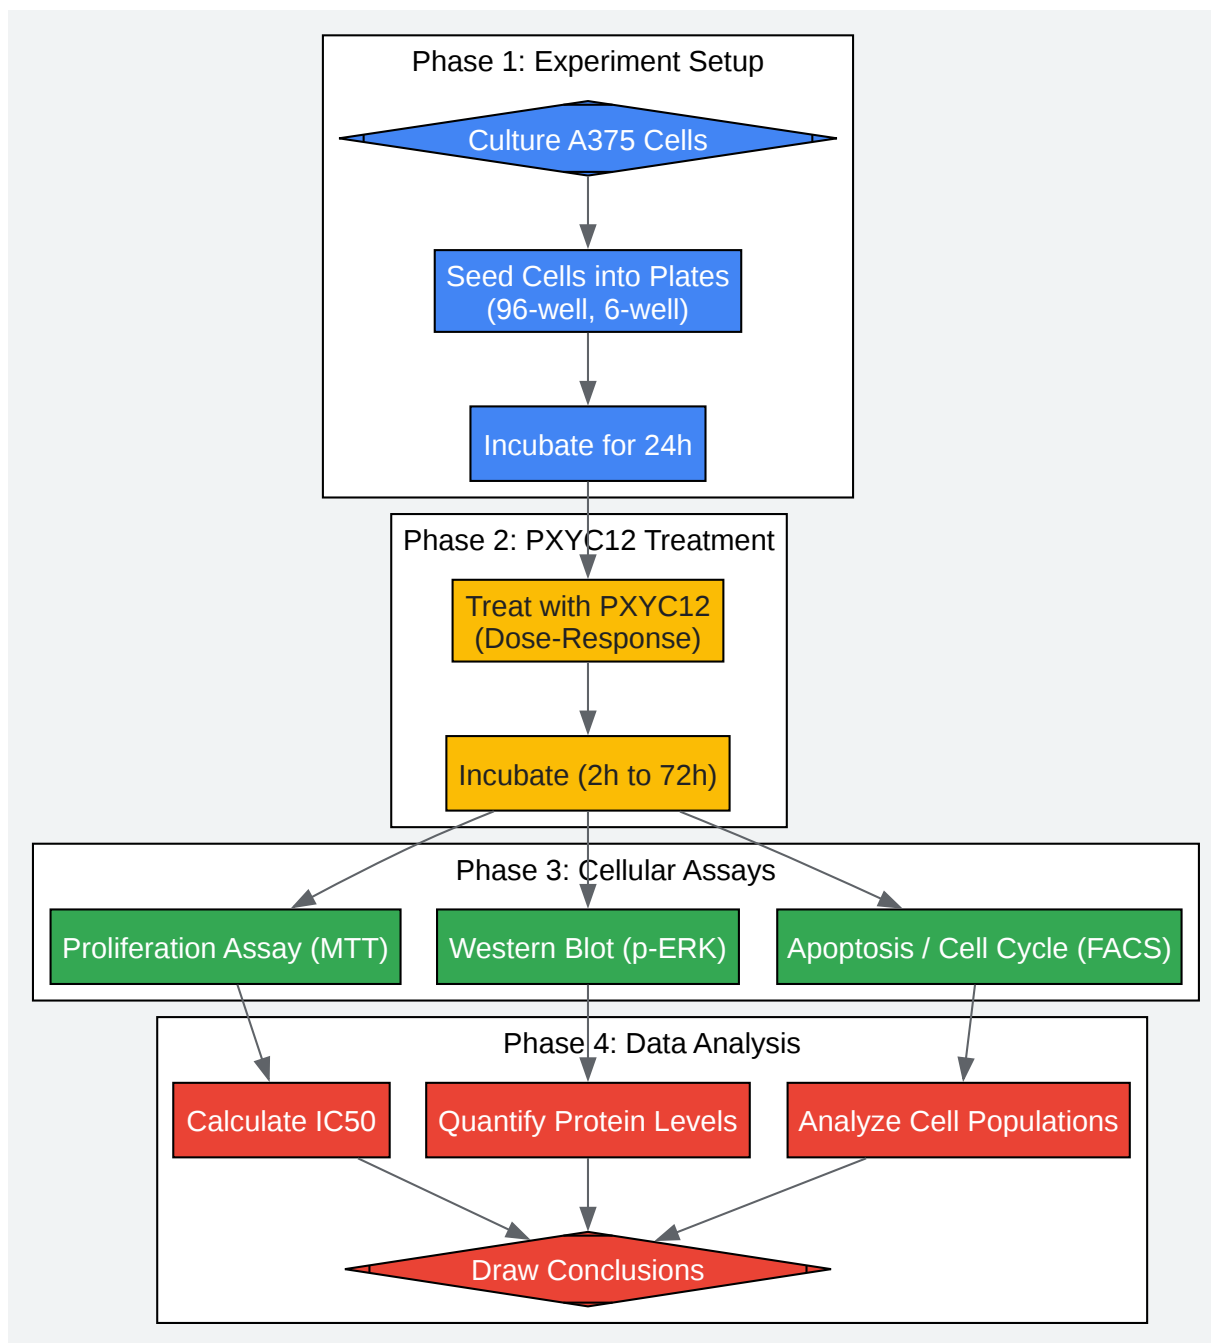 Phase 1: Experiment Setup
Culture A375 Cells
Seed Cells into Plates
(96-well, 6-well)
Incubate for 24h
Phase 2: PXYC12 Treatment
Treat with PXYC12
(Dose-Response)
Incubate (2h to 72h)
Phase 3: Cellular Assays
Proliferation Assay (MTT)
Western Blot (p-ERK)
Apoptosis / Cell Cycle (FACS)
Phase 4: Data Analysis
Calculate IC50
Quantify Protein Levels
Analyze Cell Populations
Draw Conclusions